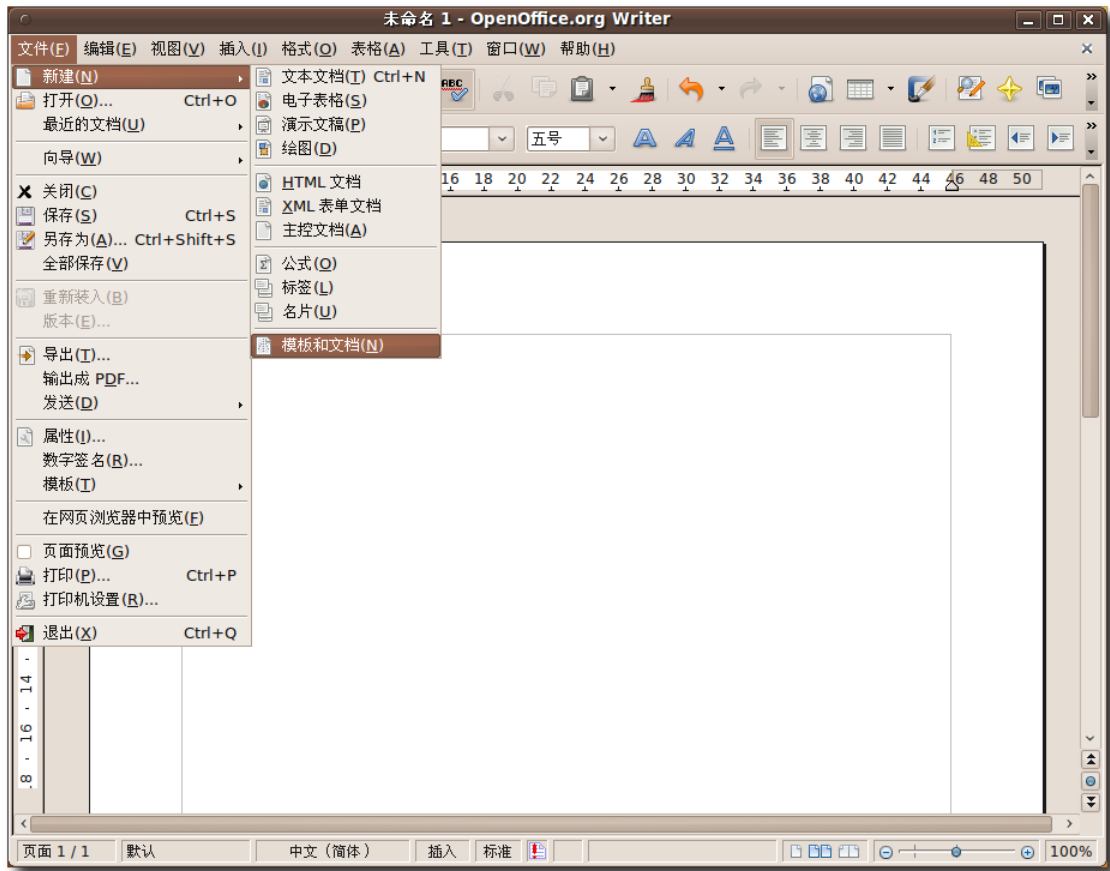 未命名 1 - OpenOffice.org Writer
文件(F) 编辑(E) 视图(V) 插入(I) 格式(O) 表格(A) 工具(T) 窗口(W) 帮助(H)
新建(N)
打开(O)... Ctrl+O
最近的文档(U)
向导(W)
关闭(C)
保存(S) Ctrl+S
另存为(A)... Ctrl+Shift+S
全部保存(V)
重新装入(B)
版本(E)...
导出(T)...
输出成 PDF...
发送(D)
属性(I)...
数字签名(R)...
模板(T)
在网页浏览器中预览(F)
页面预览(G)
打印(P)... Ctrl+P
打印机设置(R)...
退出(X) Ctrl+Q
文本文档(T) Ctrl+N
电子表格(S)
演示文稿(P)
绘图(D)
HTML 文档
XML 表单文档
主控文档(A)
公式(O)
标签(L)
名片(U)
模板和文档(N)
ABC
五号
16 18 20 22 24 26 28 30 32 34 36 38 40 42 44 46 48 50
14
16
页面 1 / 1 默认 中文（简体） 插入 标准 100%